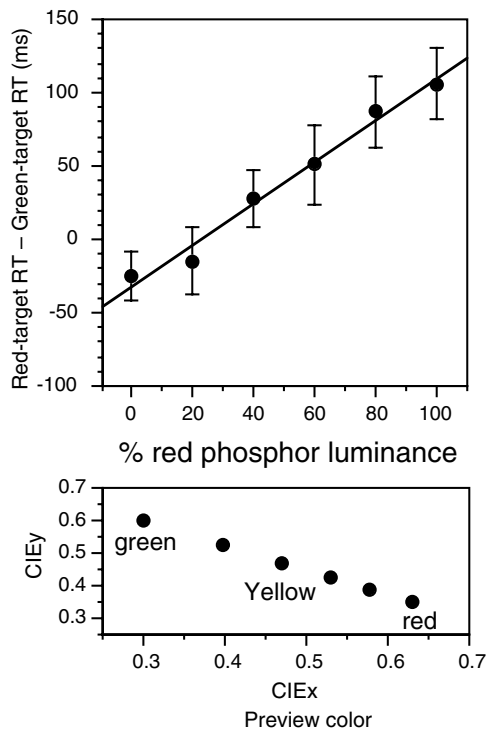 Red-target RT – Green-target RT (ms)
150
100
50
0
-50
-100
0 20 40 60 80 100
% red phosphor luminance
CIEy
0.7
0.6
0.5
0.4
0.3
green
Yellow
red
0.3 0.4 0.5 0.6 0.7
CIEx
Preview color